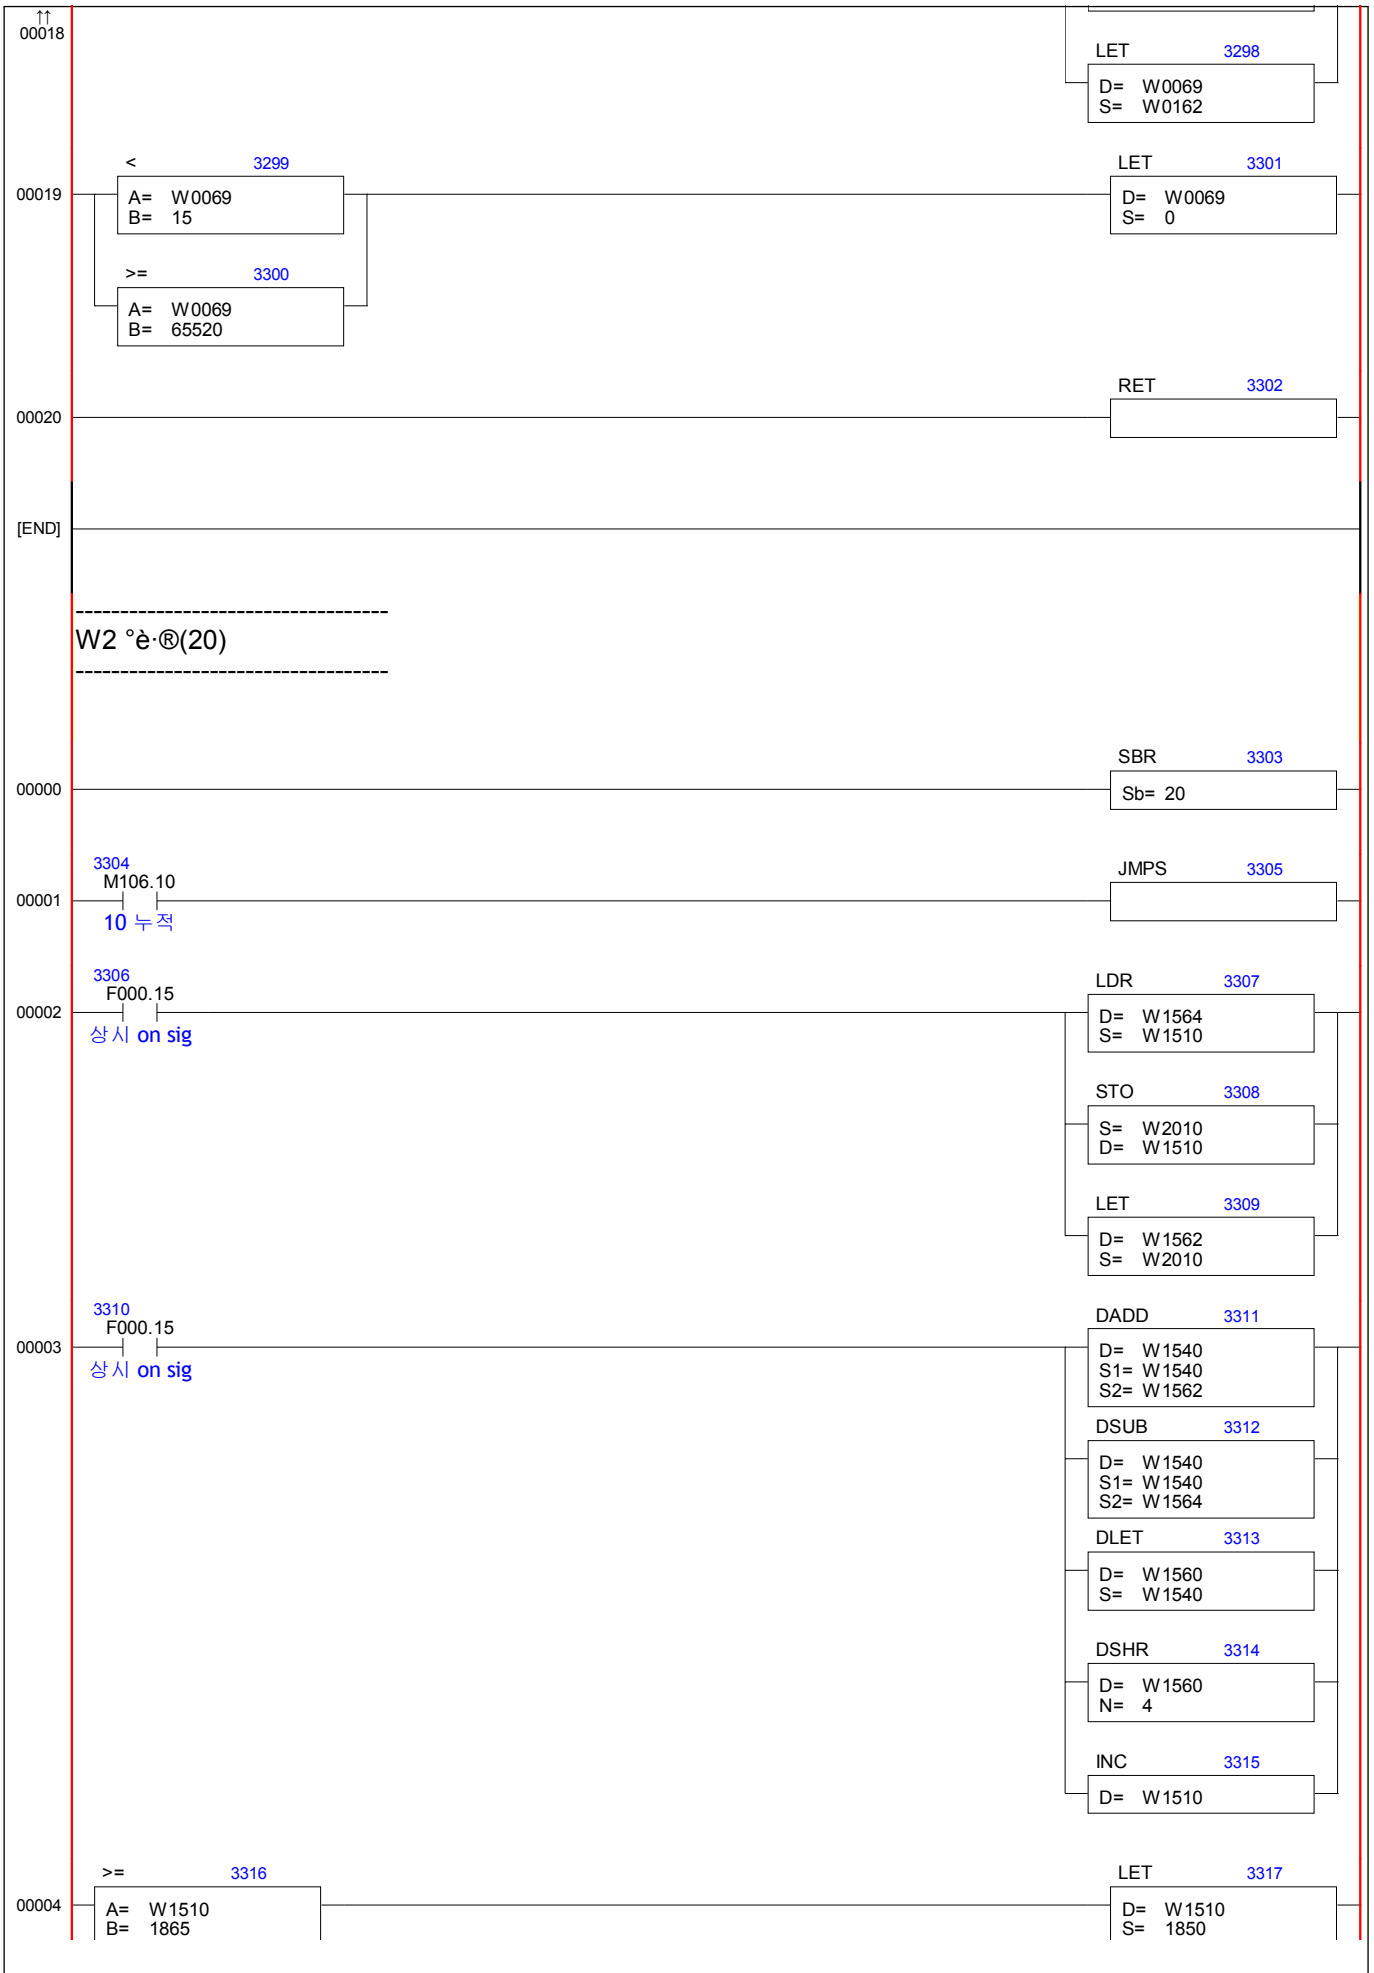 ↑↑
00018
LET 3298
D= W0069
S= W0162
< 3299
LET 3301
00019
A= W0069
B= 15
D= W0069
S= 0
>= 3300
A= W0069
B= 65520
RET 3302
00020
[END]
-----------------------------------
W2 °è·®(20)
-----------------------------------
SBR 3303
00000
Sb= 20
3304
M106.10
JMPS 3305
00001
10 누적
3306
F000.15
LDR 3307
00002
D= W1564
S= W1510
상시 on sig
STO 3308
S= W2010
D= W1510
LET 3309
D= W1562
S= W2010
3310
F000.15
DADD 3311
00003
D= W1540
S1= W1540
S2= W1562
상시 on sig
DSUB 3312
D= W1540
S1= W1540
S2= W1564
DLET 3313
D= W1560
S= W1540
DSHR 3314
D= W1560
N= 4
INC 3315
D= W1510
>= 3316
LET 3317
00004
A= W1510
B= 1865
D= W1510
S= 1850